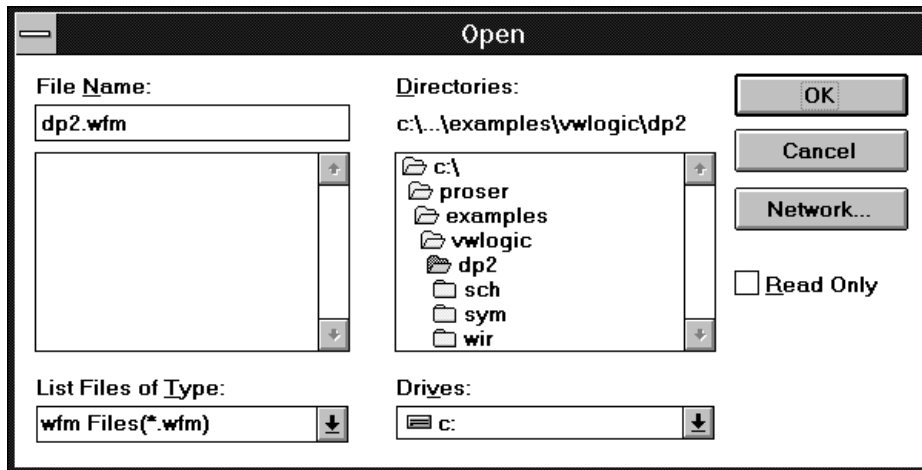 Open
File Name:
dp2.wfm
Directories:
c:\...\examples\vwlogic\dp2
c:\
proser
examples
vwlogic
dp2
sch
sym
wir
OK
Cancel
Network...
Read Only
List Files of Type:
wfm Files(*.wfm)
Drives:
c: